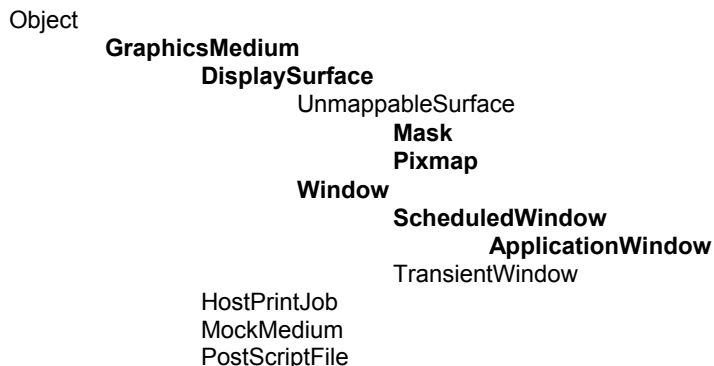 Object
GraphicsMedium
DisplaySurface
UnmappableSurface
Mask
Pixmap
Window
ScheduledWindow
ApplicationWindow
TransientWindow
HostPrintJob
MockMedium
PostScriptFile